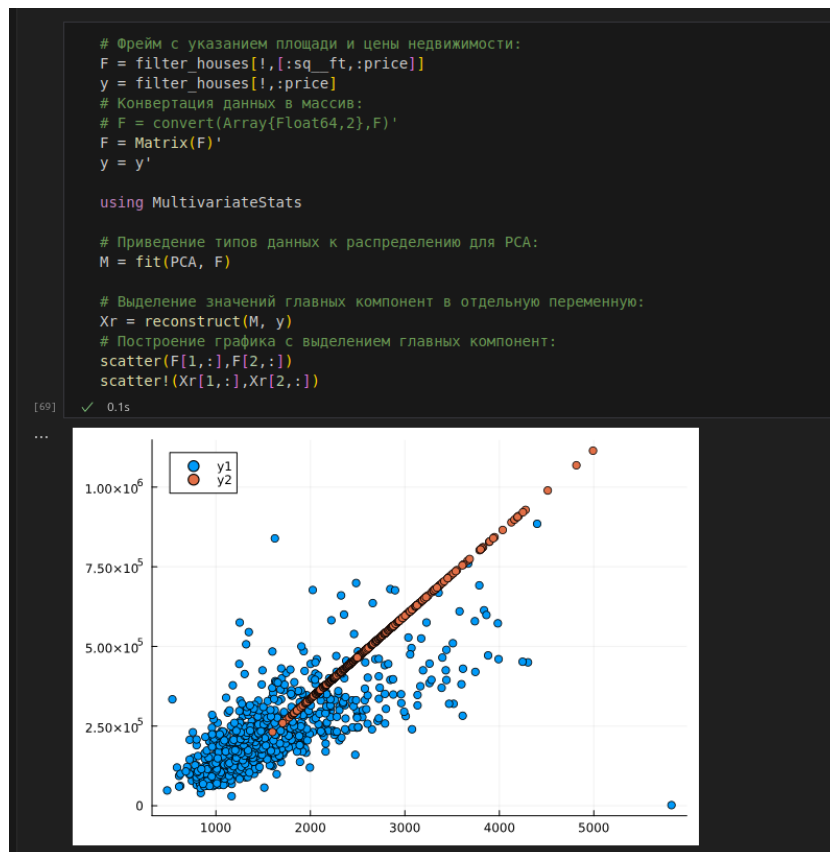 # Фрейм с указанием площади и цены недвижимости:
F = filter_houses[!,[:sq__ft,:price]]
y = filter_houses[!,:price]
# Конвертация данных в массив:
# F = convert(Array{Float64,2},F)'
F = Matrix(F)'
y = y'
using MultivariateStats
# Приведение типов данных к распределению для PCA:
M = fit(PCA, F)
# Выделение значений главных компонент в отдельную переменную:
Xr = reconstruct(M, y)
# Построение графика с выделением главных компонент:
scatter(F[1,:],F[2,:])
scatter!(Xr[1,:],Xr[2,:])
[69] ✓ 0.1s
...
y1
y2
1.00×10⁶
7.50×10⁵
5.00×10⁵
2.50×10⁵
0
1000 2000 3000 4000 5000